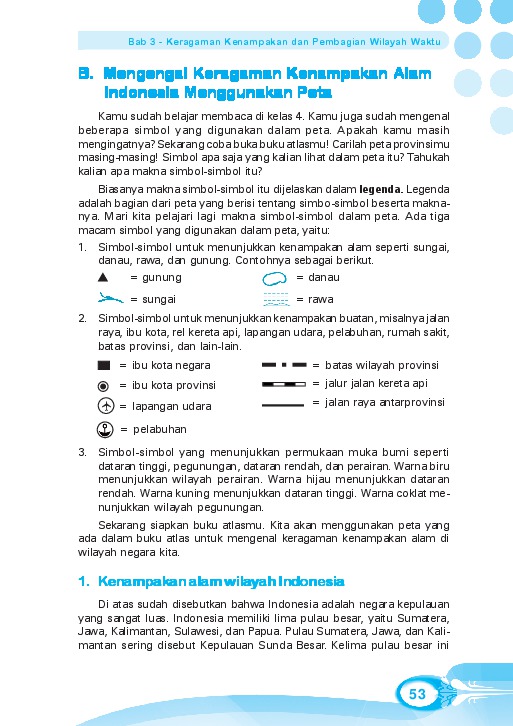 Bab 3 - Keragaman Kenampakan dan Pembagian Wilayah Waktu
B. Mengengal Keragaman Kenampakan Alam
Indonesia Menggunakan Peta
Kamu sudah belajar membaca di kelas 4. Kamu juga sudah mengenal
beberapa simbol yang digunakan dalam peta. Apakah kamu masih
mengingatnya? Sekarang coba buka buku atlasmu! Carilah peta provinsimu
masing-masing! Simbol apa saja yang kalian lihat dalam peta itu? Tahukah
kalian apa makna simbol-simbol itu?
Biasanya makna simbol-simbol itu dijelaskan dalam legenda. Legenda
adalah bagian dari peta yang berisi tentang simbo-simbol beserta makna-
nya. Mari kita pelajari lagi makna simbol-simbol dalam peta. Ada tiga
macam simbol yang digunakan dalam peta, yaitu:
1. Simbol-simbol untuk menunjukkan kenampakan alam seperti sungai,
danau, rawa, dan gunung. Contohnya sebagai berikut.
= gunung = danau
= sungai = rawa
2. Simbol-simbol untuk menunjukkan kenampakan buatan, misalnya jalan
raya, ibu kota, rel kereta api, lapangan udara, pelabuhan, rumah sakit,
batas provinsi, dan lain-lain.
= ibu kota negara = batas wilayah provinsi
= ibu kota provinsi = jalur jalan kereta api
= lapangan udara = jalan raya antarprovinsi
= pelabuhan
3. Simbol-simbol yang menunjukkan permukaan muka bumi seperti
dataran tinggi, pegunungan, dataran rendah, dan perairan. Warna biru
menunjukkan wilayah perairan. Warna hijau menunjukkan dataran
rendah. Warna kuning menunjukkan dataran tinggi. Warna coklat me-
nunjukkan wilayah pegunungan.
Sekarang siapkan buku atlasmu. Kita akan menggunakan peta yang
ada dalam buku atlas untuk mengenal keragaman kenampakan alam di
wilayah negara kita.
1. Kenampakan alam wilayah Indonesia
Di atas sudah disebutkan bahwa Indonesia adalah negara kepulauan
yang sangat luas. Indonesia memiliki lima pulau besar, yaitu Sumatera,
Jawa, Kalimantan, Sulawesi, dan Papua. Pulau Sumatera, Jawa, dan Kali-
mantan sering disebut Kepulauan Sunda Besar. Kelima pulau besar ini
53